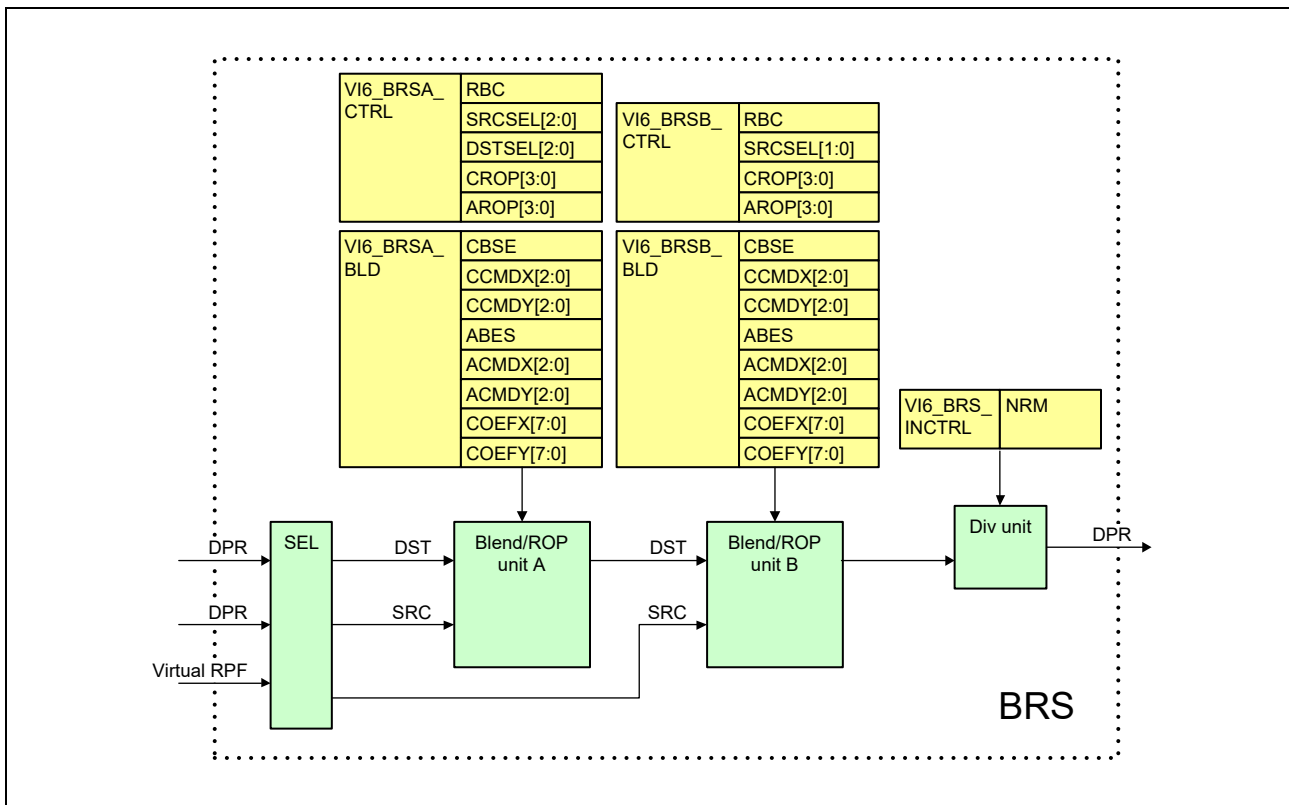 VI6_BRSA_
CTRL
RBC
SRCSEL[2:0]
DSTSEL[2:0]
CROP[3:0]
AROP[3:0]
VI6_BRSB_
CTRL
RBC
SRCSEL[1:0]
CROP[3:0]
AROP[3:0]
VI6_BRSA_
BLD
CBSE
CCMDX[2:0]
CCMDY[2:0]
ABES
ACMDX[2:0]
ACMDY[2:0]
COEFX[7:0]
COEFY[7:0]
VI6_BRSB_
BLD
CBSE
CCMDX[2:0]
CCMDY[2:0]
ABES
ACMDX[2:0]
ACMDY[2:0]
COEFX[7:0]
COEFY[7:0]
VI6_BRS_
INCTRL
NRM
DPR
DPR
Virtual RPF
SEL
DST
SRC
Blend/ROP
unit A
DST
SRC
Blend/ROP
unit B
Div unit
DPR
BRS